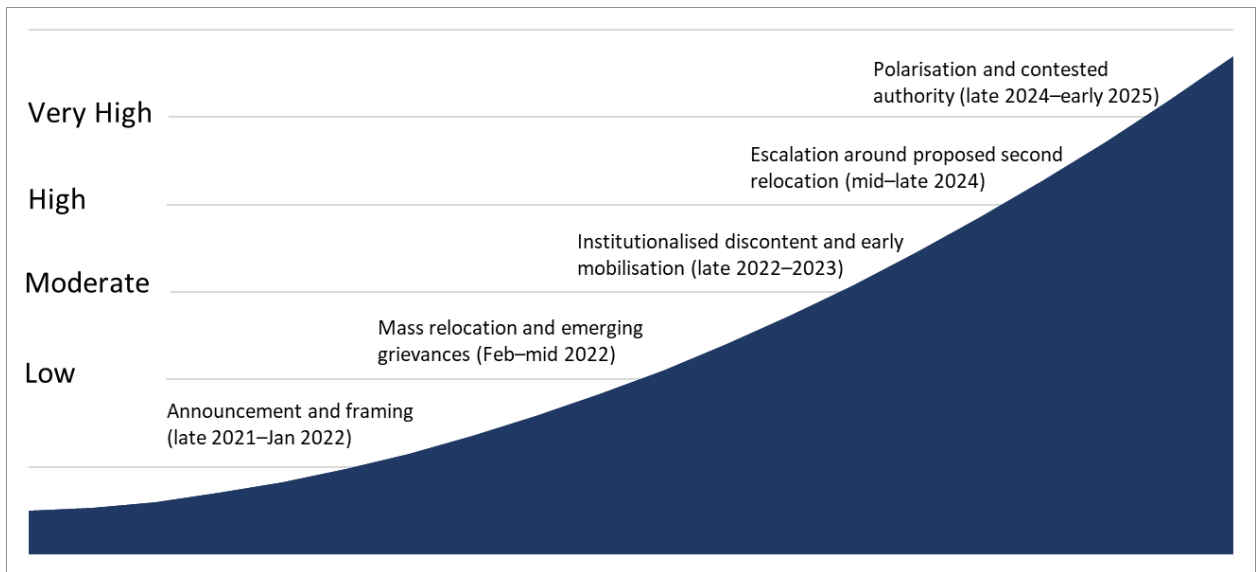 Polarisation and contested
authority (late 2024–early 2025)
Very High
Escalation around proposed second
relocation (mid–late 2024)
High
Institutionalised discontent and early
mobilisation (late 2022–2023)
Moderate
Mass relocation and emerging
grievances (Feb–mid 2022)
Low
Announcement and framing
(late 2021–Jan 2022)